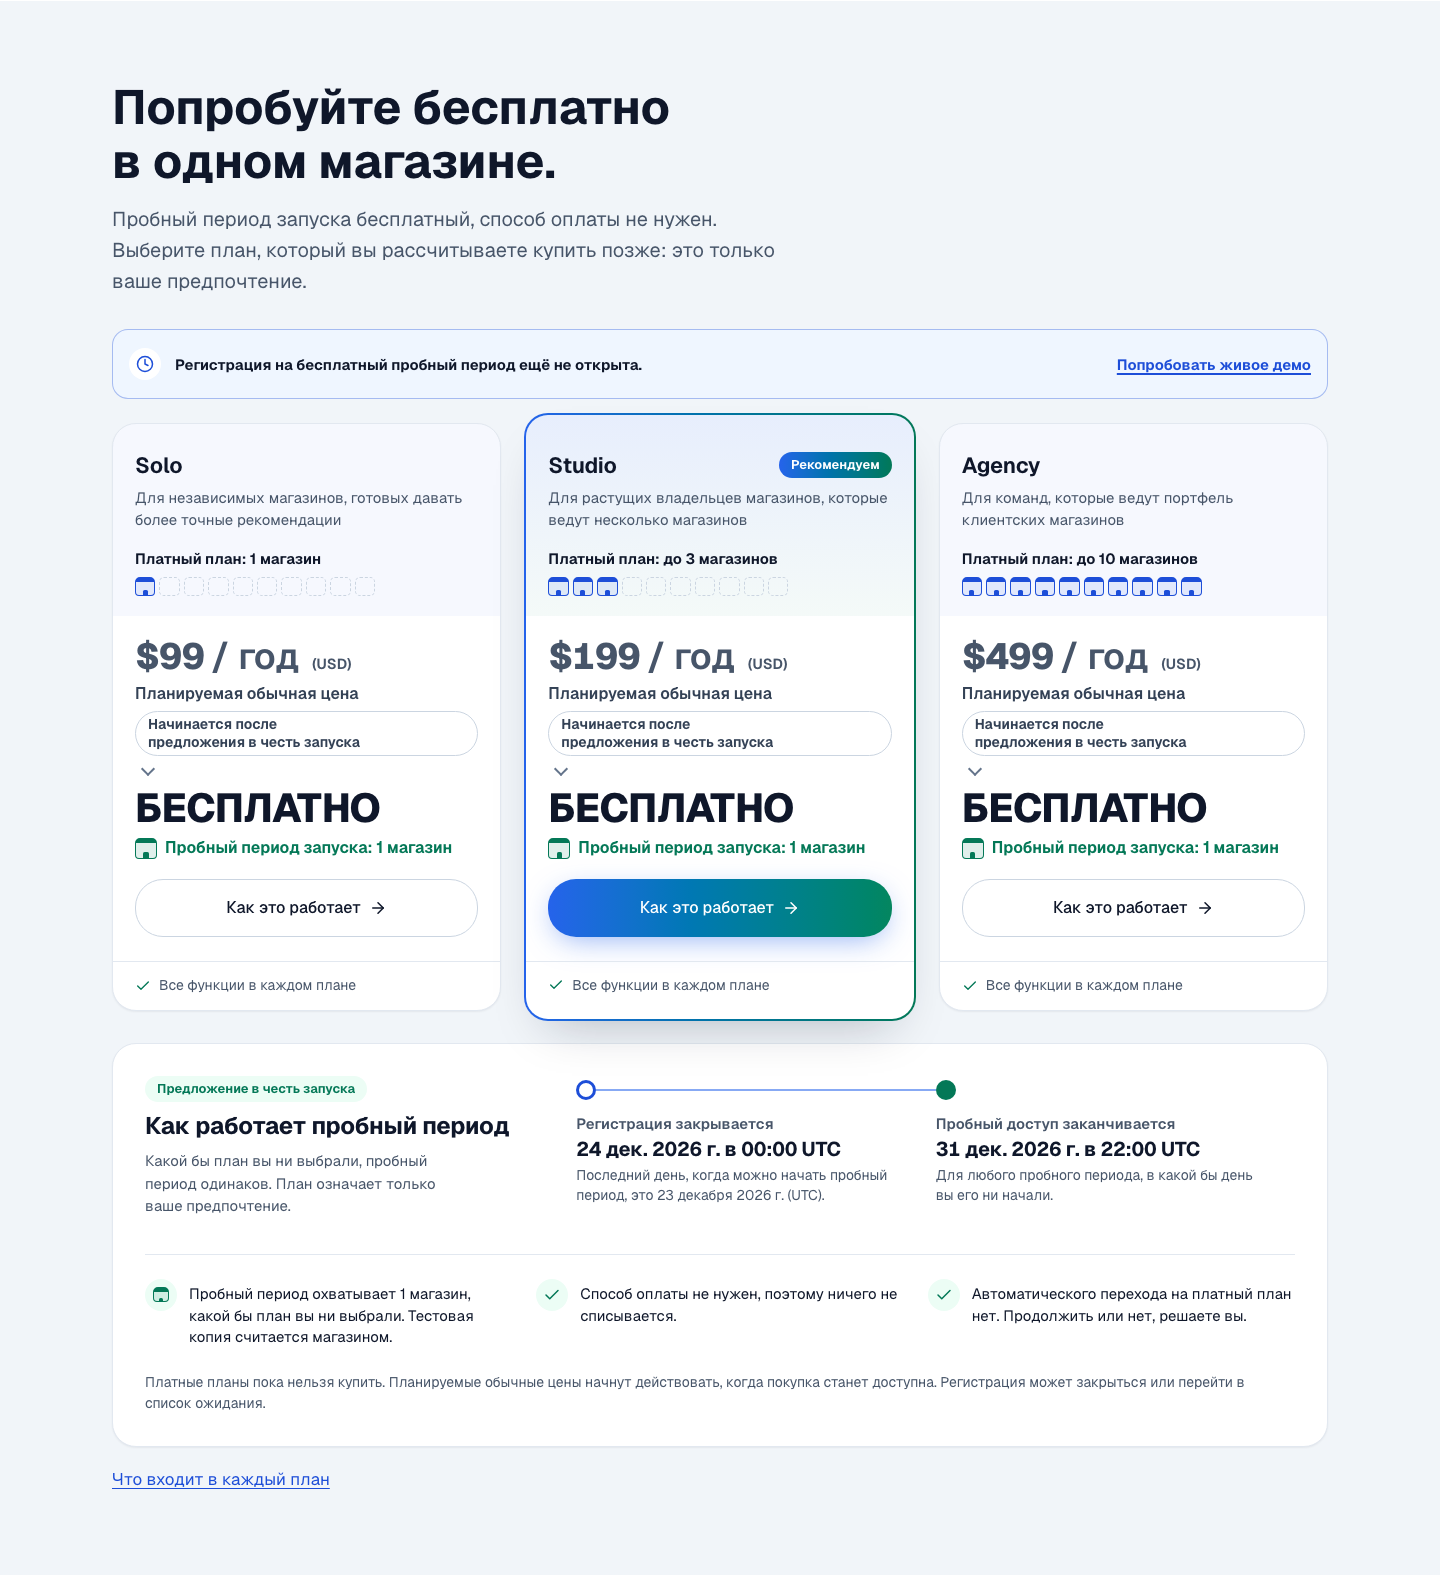 Попробуйте бесплатно
в одном магазине.
Пробный период запуска бесплатный, способ оплаты не нужен.
Выберите план, который вы рассчитываете купить позже: это только
ваше предпочтение.
Регистрация на бесплатный пробный период ещё не открыта.
Попробовать живое демо
Solo
Для независимых магазинов, готовых давать
более точные рекомендации
Платный план: 1 магазин
$99 / год (USD)
Планируемая обычная цена
Начинается после
предложения в честь запуска
БЕСПЛАТНО
Пробный период запуска: 1 магазин
Как это работает
Все функции в каждом плане
Studio
Рекомендуем
Для растущих владельцев магазинов, которые
ведут несколько магазинов
Платный план: до 3 магазинов
$199 / год (USD)
Планируемая обычная цена
Начинается после
предложения в честь запуска
БЕСПЛАТНО
Пробный период запуска: 1 магазин
Как это работает
Все функции в каждом плане
Agency
Для команд, которые ведут портфель
клиентских магазинов
Платный план: до 10 магазинов
$499 / год (USD)
Планируемая обычная цена
Начинается после
предложения в честь запуска
БЕСПЛАТНО
Пробный период запуска: 1 магазин
Как это работает
Все функции в каждом плане
Предложение в честь запуска
Как работает пробный период
Какой бы план вы ни выбрали, пробный
период одинаков. План означает только
ваше предпочтение.
Регистрация закрывается
24 дек. 2026 г. в 00:00 UTC
Последний день, когда можно начать пробный
период, это 23 декабря 2026 г. (UTC).
Пробный доступ заканчивается
31 дек. 2026 г. в 22:00 UTC
Для любого пробного периода, в какой бы день
вы его ни начали.
Пробный период охватывает 1 магазин,
какой бы план вы ни выбрали. Тестовая
копия считается магазином.
Способ оплаты не нужен, поэтому ничего не
списывается.
Автоматического перехода на платный план
нет. Продолжить или нет, решаете вы.
Платные планы пока нельзя купить. Планируемые обычные цены начнут действовать, когда покупка станет доступна. Регистрация может закрыться или перейти в
список ожидания.
Что входит в каждый план